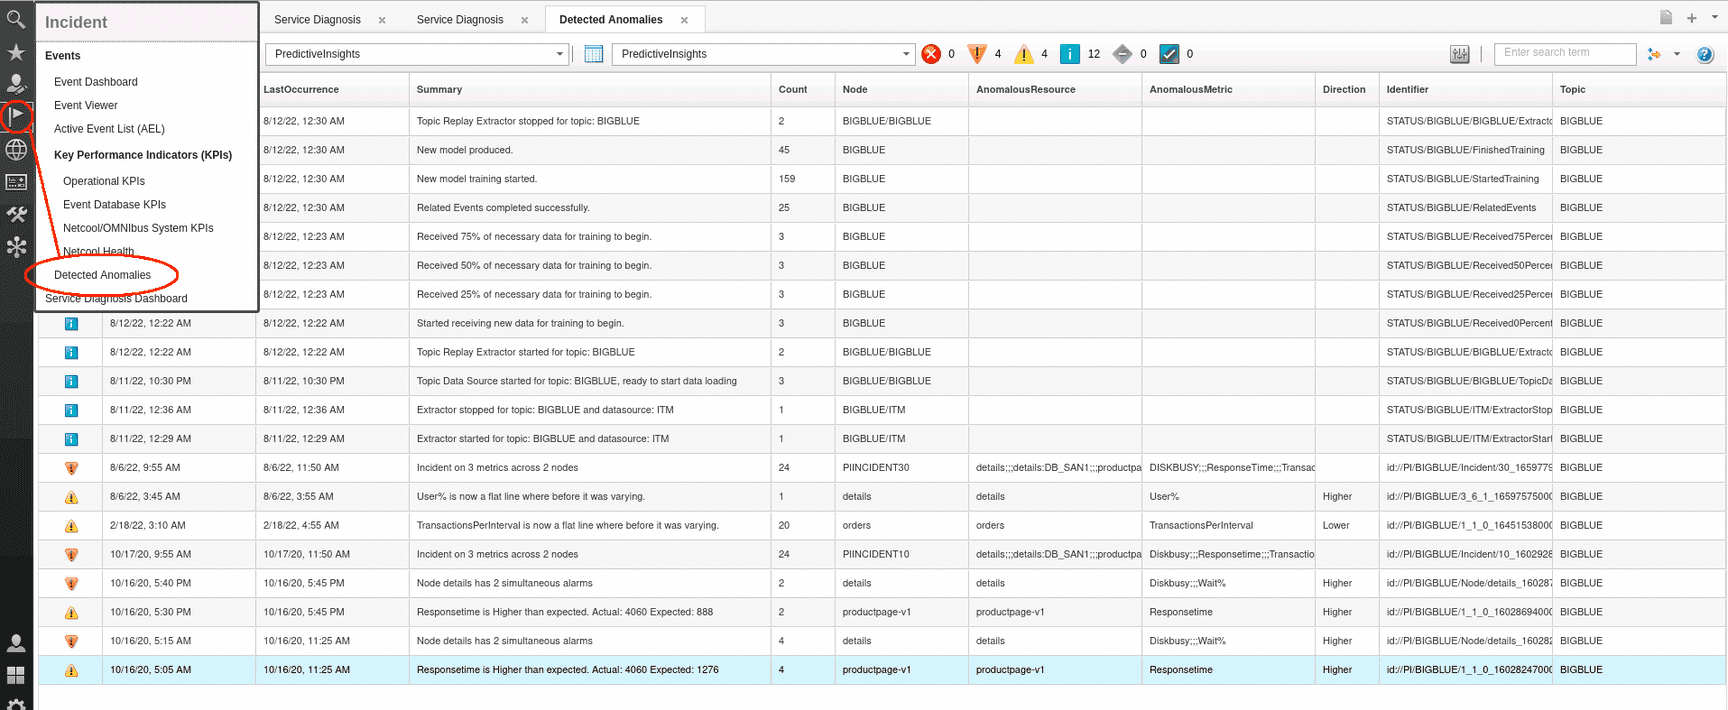 Incident
Events
Event Dashboard
Event Viewer
Active Event List (AEL)
Key Performance Indicators (KPIs)
Operational KPIs
Event Database KPIs
Netcool/OMNIbus System KPIs
Netcool Health
Detected Anomalies
Service Diagnosis Dashboard
Service Diagnosis Service Diagnosis Detected Anomalies
PredictiveInsights PredictiveInsights 0 4 4 12 0 0 Enter search term
LastOccurrence Summary Count Node AnomalousResource AnomalousMetric Direction Identifier Topic
8/12/22, 12:30 AM Topic Replay Extractor stopped for topic: BIGBLUE 2 BIGBLUE/BIGBLUE STATUS/BIGBLUE/BIGBLUE/Extracto BIGBLUE
8/12/22, 12:30 AM New model produced. 45 BIGBLUE STATUS/BIGBLUE/FinishedTraining BIGBLUE
8/12/22, 12:30 AM New model training started. 159 BIGBLUE STATUS/BIGBLUE/StartedTraining BIGBLUE
8/12/22, 12:30 AM Related Events completed successfully. 25 BIGBLUE STATUS/BIGBLUE/RelatedEvents BIGBLUE
8/12/22, 12:23 AM Received 75% of necessary data for training to begin. 3 BIGBLUE STATUS/BIGBLUE/Received75Percer BIGBLUE
8/12/22, 12:23 AM Received 50% of necessary data for training to begin. 3 BIGBLUE STATUS/BIGBLUE/Received50Percer BIGBLUE
8/12/22, 12:23 AM Received 25% of necessary data for training to begin. 3 BIGBLUE STATUS/BIGBLUE/Received25Percer BIGBLUE
8/12/22, 12:22 AM 8/12/22, 12:22 AM Started receiving new data for training to begin. 3 BIGBLUE STATUS/BIGBLUE/Received0Percent BIGBLUE
8/12/22, 12:22 AM 8/12/22, 12:22 AM Topic Replay Extractor started for topic: BIGBLUE 2 BIGBLUE/BIGBLUE STATUS/BIGBLUE/BIGBLUE/Extracto BIGBLUE
8/11/22, 10:30 PM 8/11/22, 10:30 PM Topic Data Source started for topic: BIGBLUE, ready to start data loading 3 BIGBLUE/BIGBLUE STATUS/BIGBLUE/BIGBLUE/TopicDa BIGBLUE
8/11/22, 12:36 AM 8/11/22, 12:36 AM Extractor stopped for topic: BIGBLUE and datasource: ITM 1 BIGBLUE/ITM STATUS/BIGBLUE/ITM/ExtractorStop BIGBLUE
8/11/22, 12:29 AM 8/11/22, 12:29 AM Extractor started for topic: BIGBLUE and datasource: ITM 1 BIGBLUE/ITM STATUS/BIGBLUE/ITM/ExtractorStart BIGBLUE
8/6/22, 9:55 AM 8/6/22, 11:50 AM Incident on 3 metrics across 2 nodes 24 PIINCIDENT30 details;;;details:DB_SAN1;;;productpa DISKBUSY;;;ResponseTime;;;Transac id://PI/BIGBLUE/Incident/30_1659779 BIGBLUE
8/6/22, 3:45 AM 8/6/22, 3:55 AM User% is now a flat line where before it was varying. 1 details details User% Higher id://PI/BIGBLUE/3_6_1_16597575000 BIGBLUE
2/18/22, 3:10 AM 2/18/22, 4:55 AM TransactionsPerInterval is now a flat line where before it was varying. 20 orders orders TransactionsPerInterval Lower id://PI/BIGBLUE/1_1_0_16451538000 BIGBLUE
10/17/20, 9:55 AM 10/17/20, 11:50 AM Incident on 3 metrics across 2 nodes 24 PIINCIDENT10 details;;;details:DB_SAN1;;;productpa Diskbusy;;;Responsetime;;;Transactio id://PI/BIGBLUE/Incident/10_1602928 BIGBLUE
10/16/20, 5:40 PM 10/16/20, 5:45 PM Node details has 2 simultaneous alarms 2 details details Diskbusy;;;Wait% Higher id://PI/BIGBLUE/Node/details_160287 BIGBLUE
10/16/20, 5:30 PM 10/16/20, 5:45 PM Responsetime is Higher than expected. Actual: 4060 Expected: 888 2 productpage-v1 productpage-v1 Responsetime Higher id://PI/BIGBLUE/1_1_0_16028694000 BIGBLUE
10/16/20, 5:15 AM 10/16/20, 11:25 AM Node details has 2 simultaneous alarms 4 details details Diskbusy;;;Wait% Higher id://PI/BIGBLUE/Node/details_160282 BIGBLUE
10/16/20, 5:05 AM 10/16/20, 11:25 AM Responsetime is Higher than expected. Actual: 4060 Expected: 1276 4 productpage-v1 productpage-v1 Responsetime Higher id://PI/BIGBLUE/1_1_0_16028247000 BIGBLUE